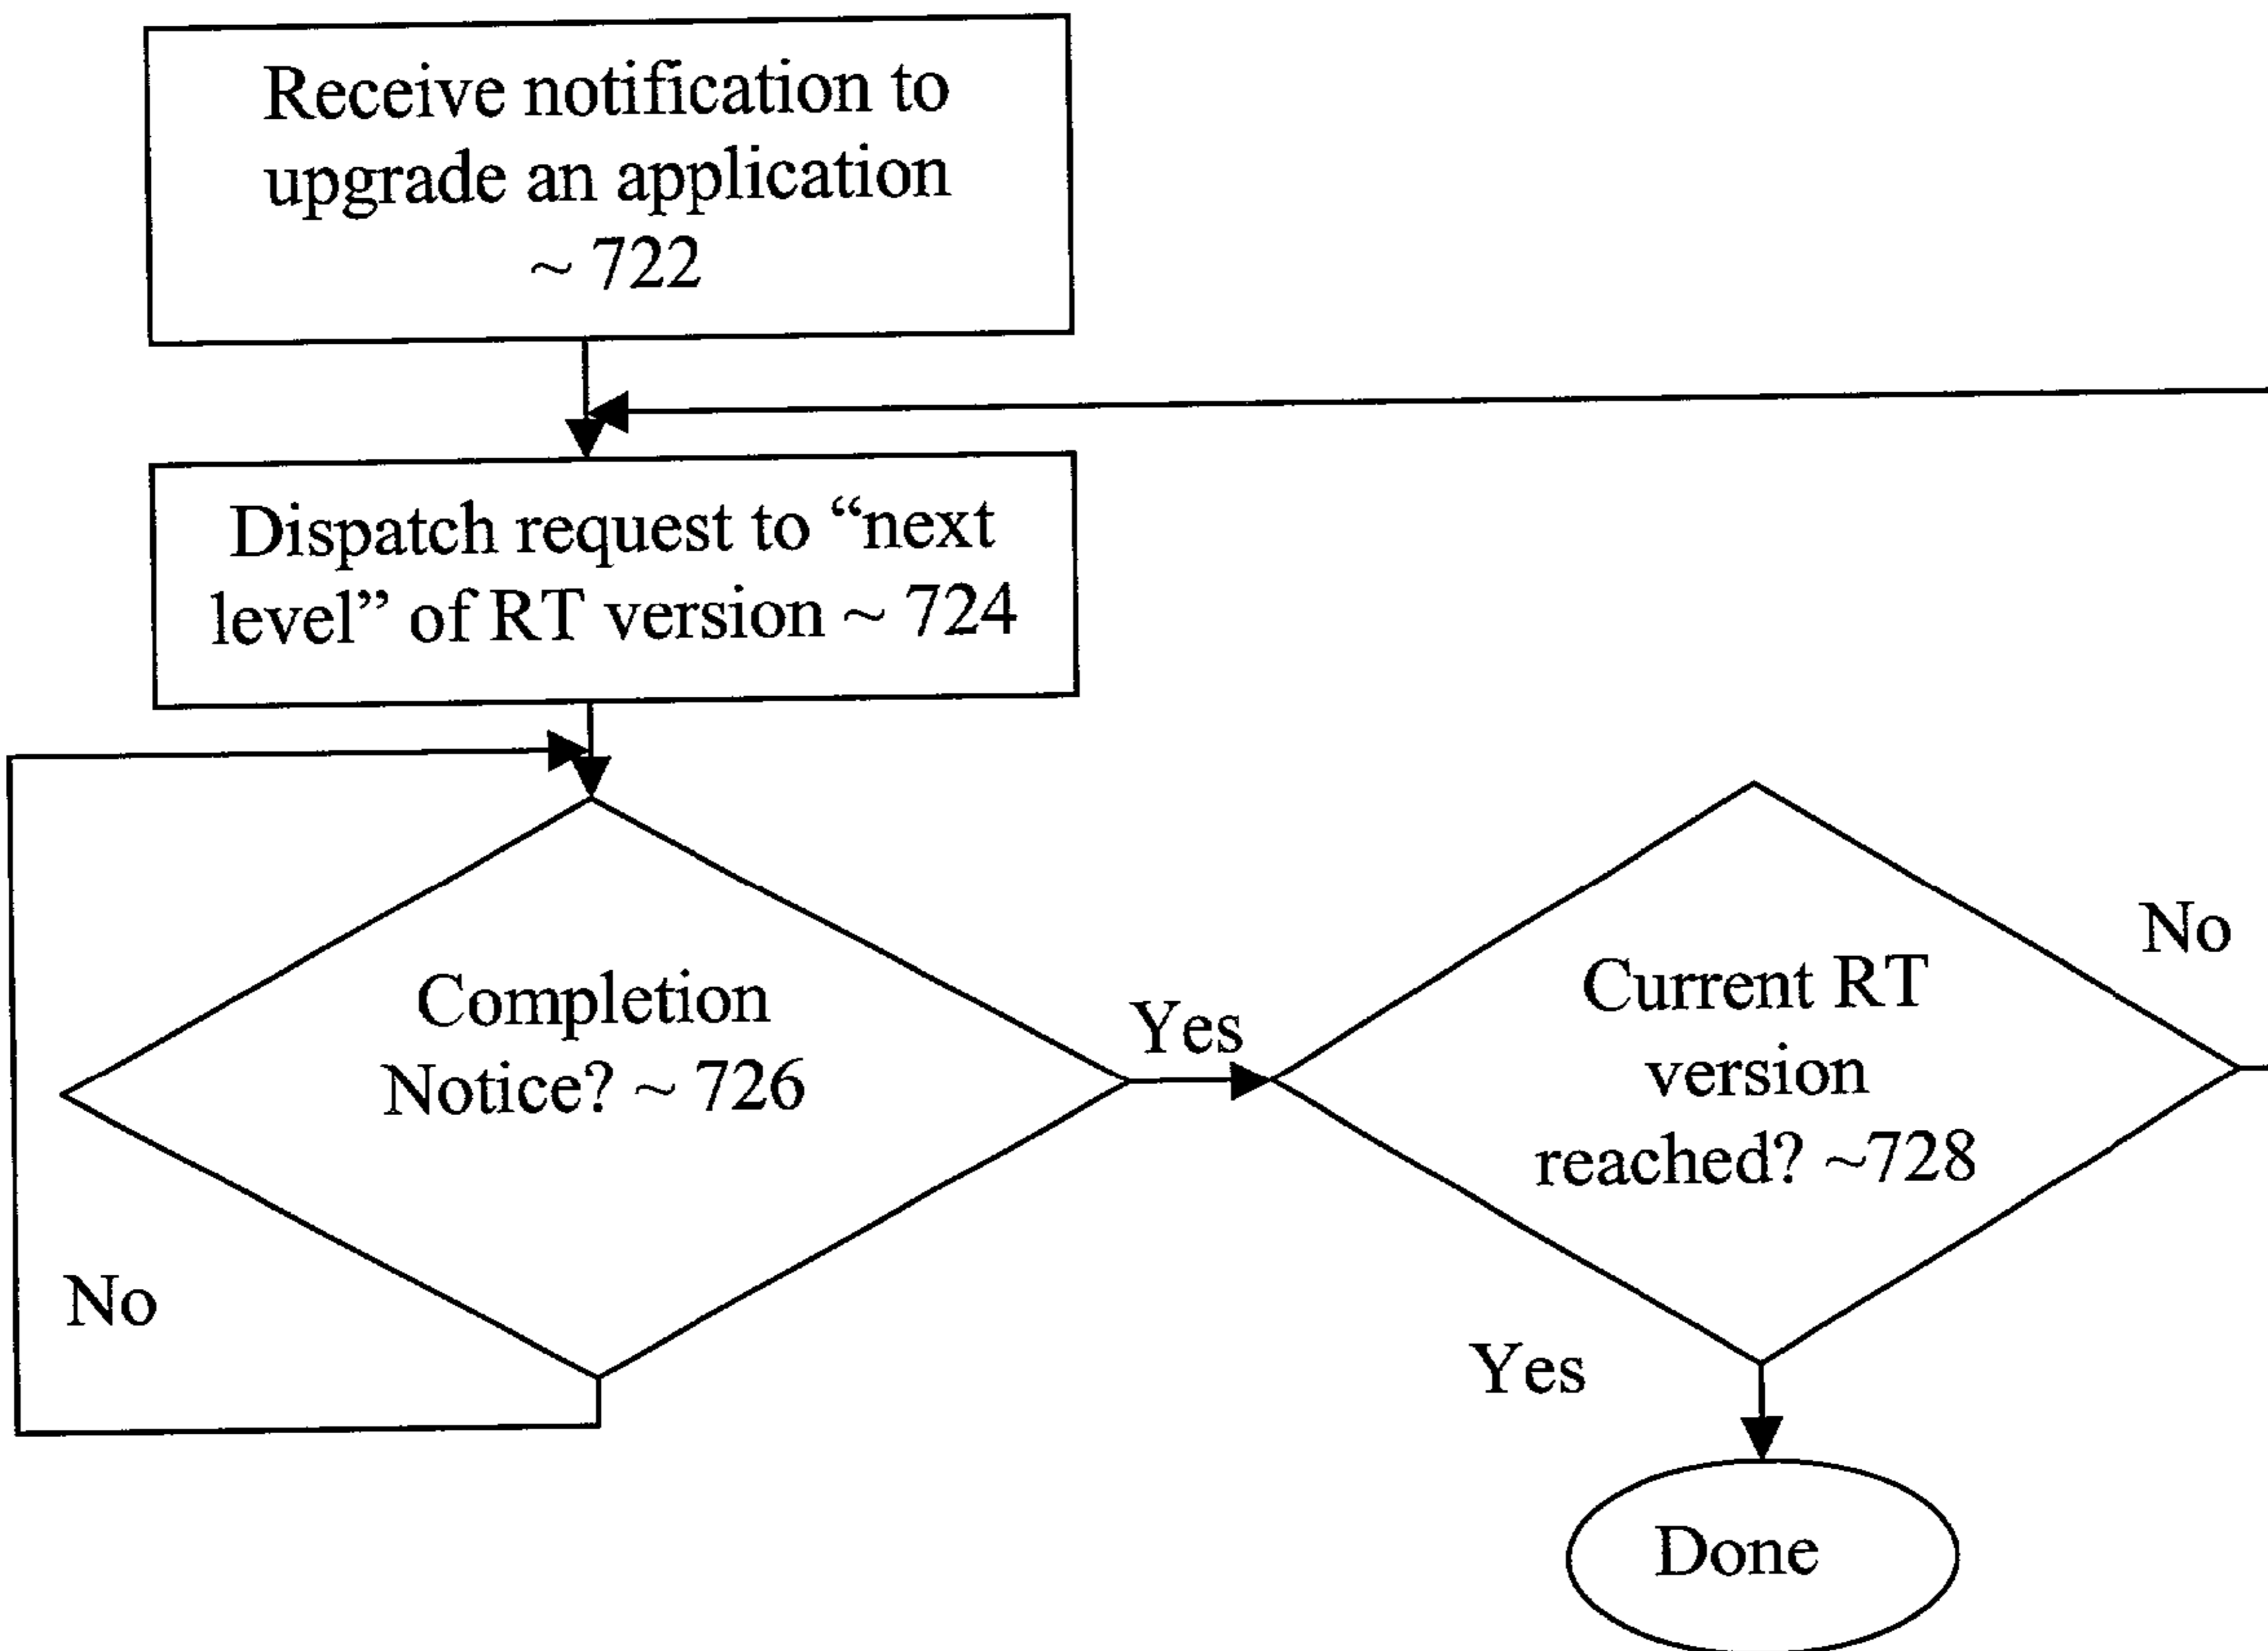 Receive notification to
upgrade an application
~ 722
Dispatch request to “next
level” of RT version ~ 724
Completion
Notice? ~ 726
Yes
No
Current RT
version
reached? ~728
No
Yes
Done